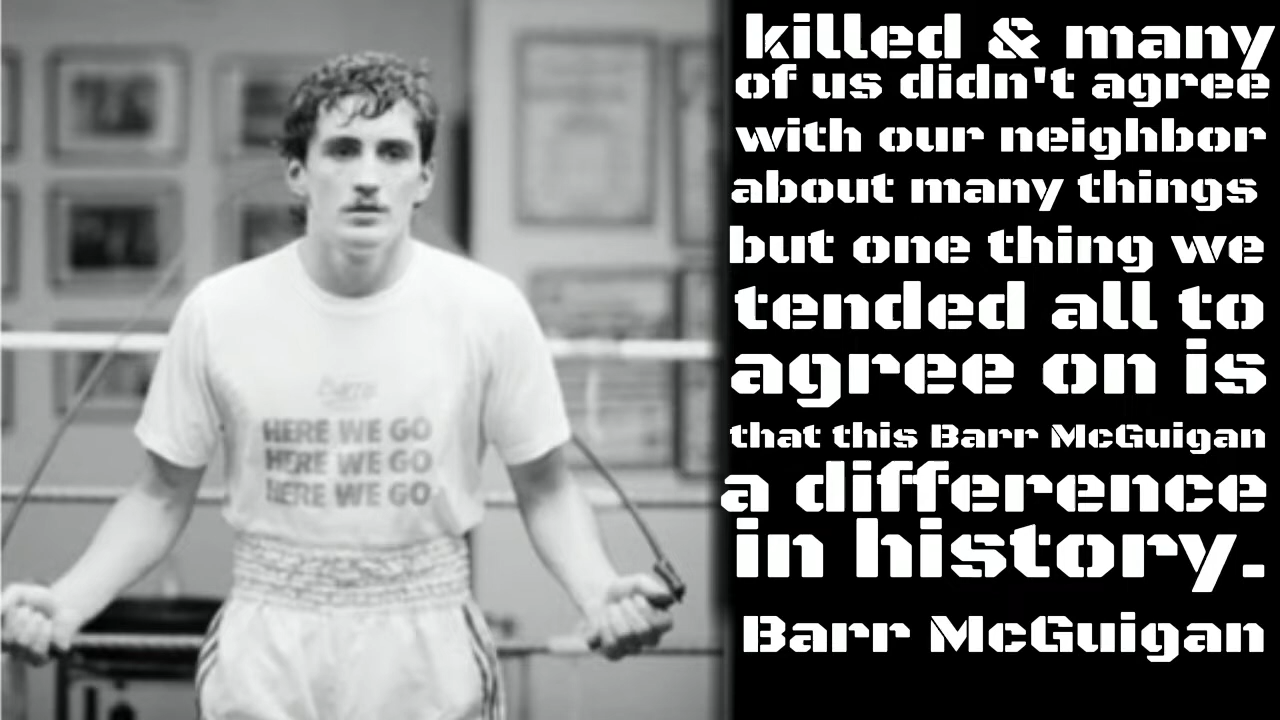 HERE WE GO
HERE WE GO
HERE WE GO
killed & many
of us didn't agree
with our neighbor
about many things
but one thing we
tended all to
agree on is
that this Barr McGuigan
a difference
in history.
Barr McGuigan